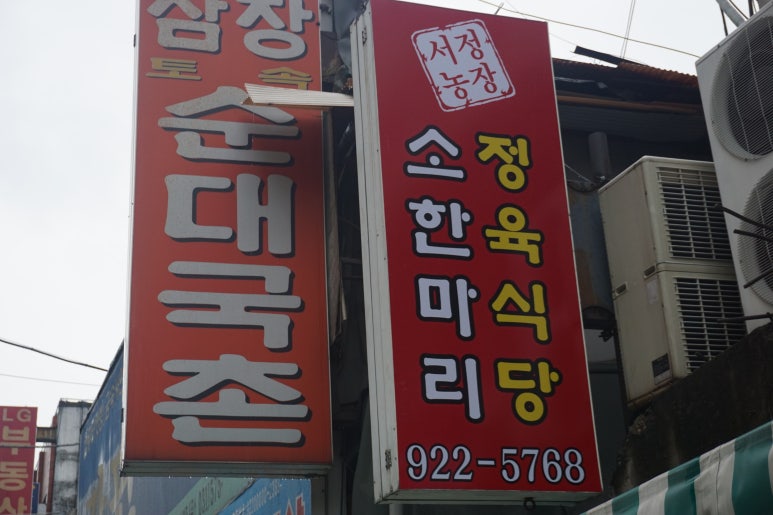 삼장
토속
순대국촌
서정
농장
소한마리
정육식당
922-5768
LG
부동산